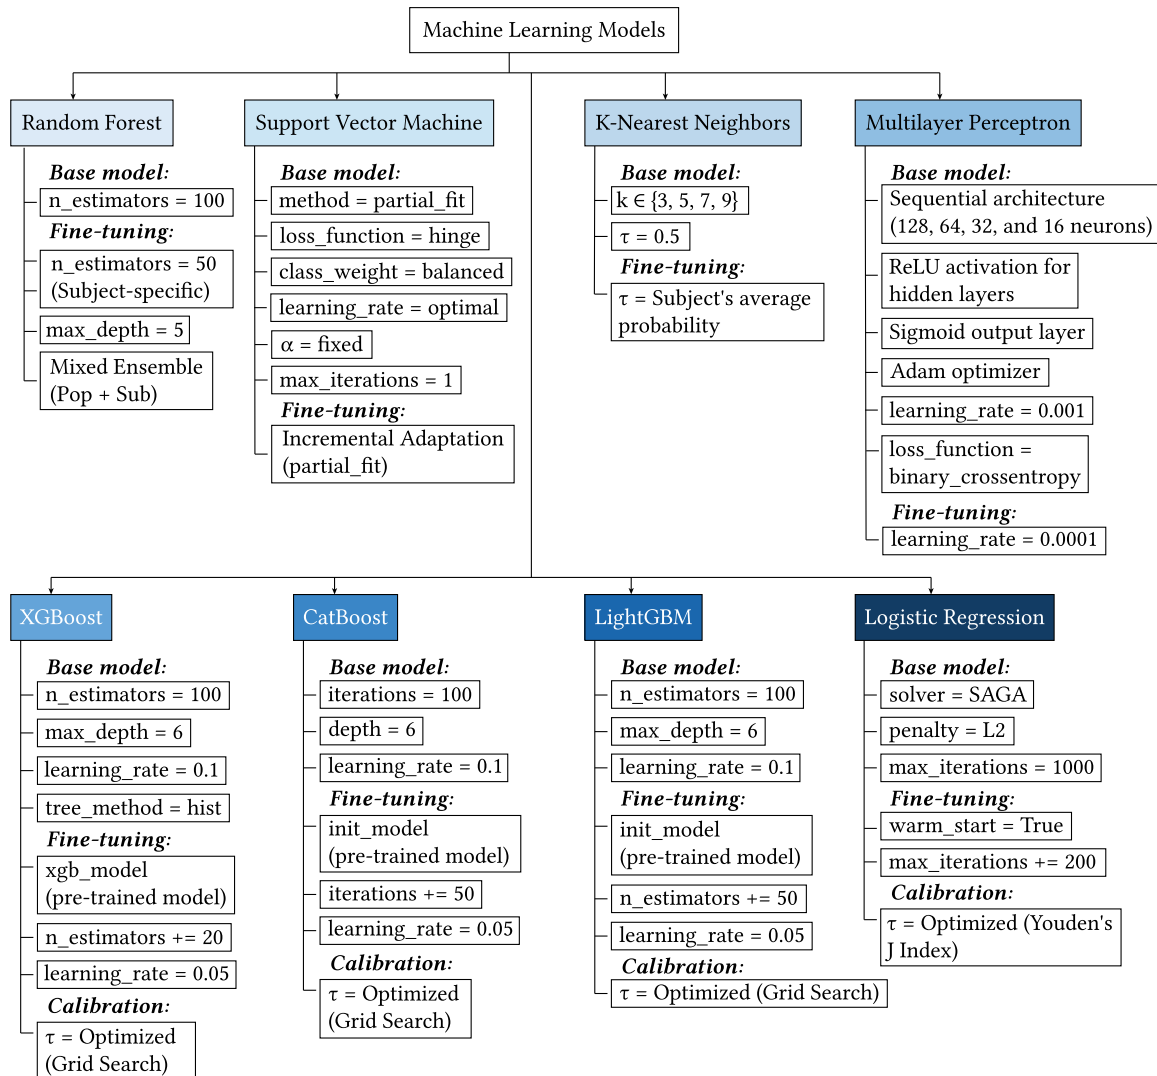 Machine Learning Models
Random Forest
Base model:
n_estimators = 100
Fine-tuning:
n_estimators = 50
(Subject-specific)
max_depth = 5
Mixed Ensemble
(Pop + Sub)
Support Vector Machine
Base model:
method = partial_fit
loss_function = hinge
class_weight = balanced
learning_rate = optimal
α = fixed
max_iterations = 1
Fine-tuning:
Incremental Adaptation
(partial_fit)
K-Nearest Neighbors
Base model:
k ∈ {3, 5, 7, 9}
τ = 0.5
Fine-tuning:
τ = Subject's average
probability
Multilayer Perceptron
Base model:
Sequential architecture
(128, 64, 32, and 16 neurons)
ReLU activation for
hidden layers
Sigmoid output layer
Adam optimizer
learning_rate = 0.001
loss_function =
binary_crossentropy
Fine-tuning:
learning_rate = 0.0001
XGBoost
Base model:
n_estimators = 100
max_depth = 6
learning_rate = 0.1
tree_method = hist
Fine-tuning:
xgb_model
(pre-trained model)
n_estimators += 20
learning_rate = 0.05
Calibration:
τ = Optimized
(Grid Search)
CatBoost
Base model:
iterations = 100
depth = 6
learning_rate = 0.1
Fine-tuning:
init_model
(pre-trained model)
iterations += 50
learning_rate = 0.05
Calibration:
τ = Optimized
(Grid Search)
LightGBM
Base model:
n_estimators = 100
max_depth = 6
learning_rate = 0.1
Fine-tuning:
init_model
(pre-trained model)
n_estimators += 50
learning_rate = 0.05
Calibration:
τ = Optimized (Grid Search)
Logistic Regression
Base model:
solver = SAGA
penalty = L2
max_iterations = 1000
Fine-tuning:
warm_start = True
max_iterations += 200
Calibration:
τ = Optimized (Youden's
J Index)